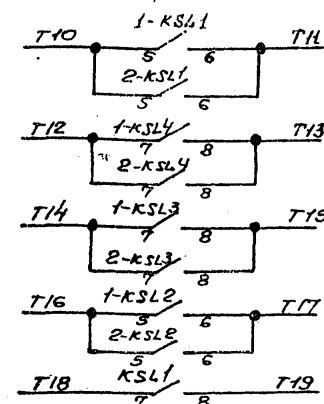 1-KSL1
T10 5 6 T11
2-KSL1
5 6
T12 1-KSL4 T13
7 8
2-KSL4
7 8
T14 1-KSL3 T15
7 8
2-KSL3
7 8
T16 1-KSL2 T17
5 6
2-KSL2
5 6
T18 KSL1 T19
7 8